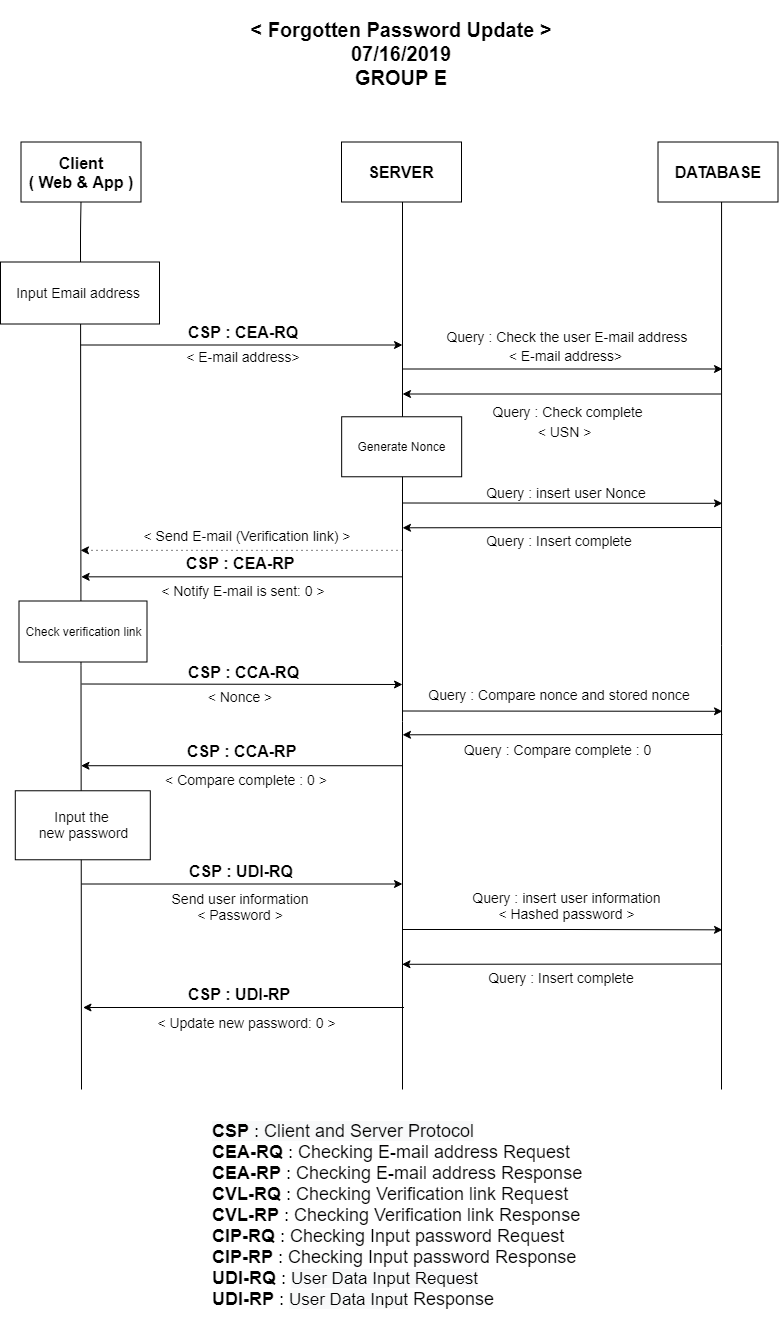 < Forgotten Password Update >
07/16/2019
GROUP E
Client
( Web & App )
SERVER
DATABASE
Input Email address
CSP : CEA-RQ
< E-mail address>
Query : Check the user E-mail address
< E-mail address>
Query : Check complete
< USN >
Generate Nonce
Query : insert user Nonce
< Send E-mail (Verification link) >
Query : Insert complete
CSP : CEA-RP
< Notify E-mail is sent: 0 >
Check verification link
CSP : CCA-RQ
< Nonce >
Query : Compare nonce and stored nonce
CSP : CCA-RP
Query : Compare complete : 0
< Compare complete : 0 >
Input the
new password
CSP : UDI-RQ
Send user information
< Password >
Query : insert user information
< Hashed password >
Query : Insert complete
CSP : UDI-RP
< Update new password: 0 >
CSP : Client and Server Protocol
CEA-RQ : Checking E-mail address Request
CEA-RP : Checking E-mail address Response
CVL-RQ : Checking Verification link Request
CVL-RP : Checking Verification link Response
CIP-RQ : Checking Input password Request
CIP-RP : Checking Input password Response
UDI-RQ : User Data Input Request
UDI-RP : User Data Input Response